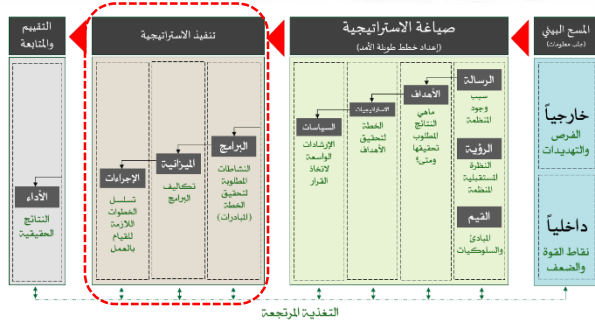 المسح البيئي
(جلب معلومات)
خارجياً
الفرص
والتهديدات
داخلياً
نقاط القوة
والضعف
صياغة الاستراتيجية
(إعداد خطط طويلة الأمد)
الرسالة
سبب
وجود
المنظمة
الرؤية
النظرة
المستقبلية
المنظمة
القيم
المبادئ
والسلوكيات
الأهداف
ماهي
النتائج
المطلوب
تحقيقها
ومتى؟
الاستراتيجيات
الخطة
لتحقيق
الأهداف
السياسات
الإرشادات
الواسعة
لاتخاذ
القرار
تنفيذ الاستراتيجية
البرامج
النشاطات
المطلوبة
لتحقيق
الخطة
(المبادرات)
الميزانية
تكاليف
البرامج
الإجراءات
تسلسل
الخطوات
اللازمة
للقيام
بالعمل
التقييم
والمتابعة
الأداء
النتائج
الحقيقية
التغذية المرتجعة